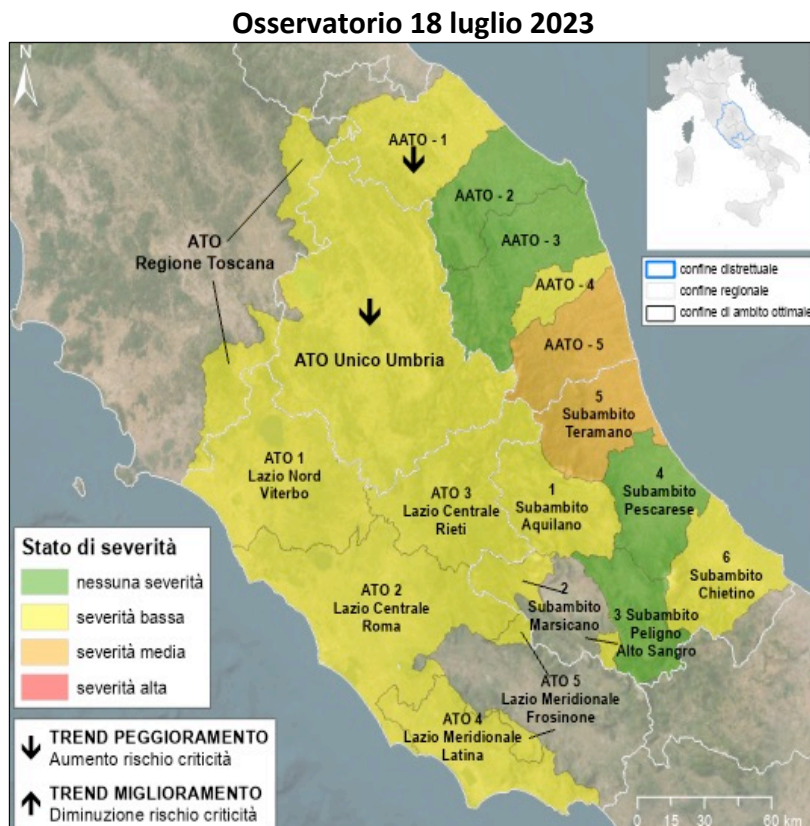 Osservatorio 18 luglio 2023
N
AATO - 1
AATO - 2
AATO - 3
AATO - 4
AATO - 5
ATO
Regione Toscana
ATO Unico Umbria
5
Subambito
Teramano
ATO 1
Lazio Nord
Viterbo
ATO 3
Lazio Centrale
Rieti
1
Subambito
Aquilano
4
Subambito
Pescarese
6
Subambito
Chietino
ATO 2
Lazio Centrale
Roma
2
Subambito
Marsicano
3 Subambito
Peligno
Alto Sangro
ATO 5
Lazio Meridionale
Frosinone
ATO 4
Lazio Meridionale
Latina
confine distrettuale
confine regionale
confine di ambito ottimale
Stato di severità
nessuna severità
severità bassa
severità media
severità alta
TREND PEGGIORAMENTO
Aumento rischio criticità
TREND MIGLIORAMENTO
Diminuzione rischio criticità
0 15 30 60 km